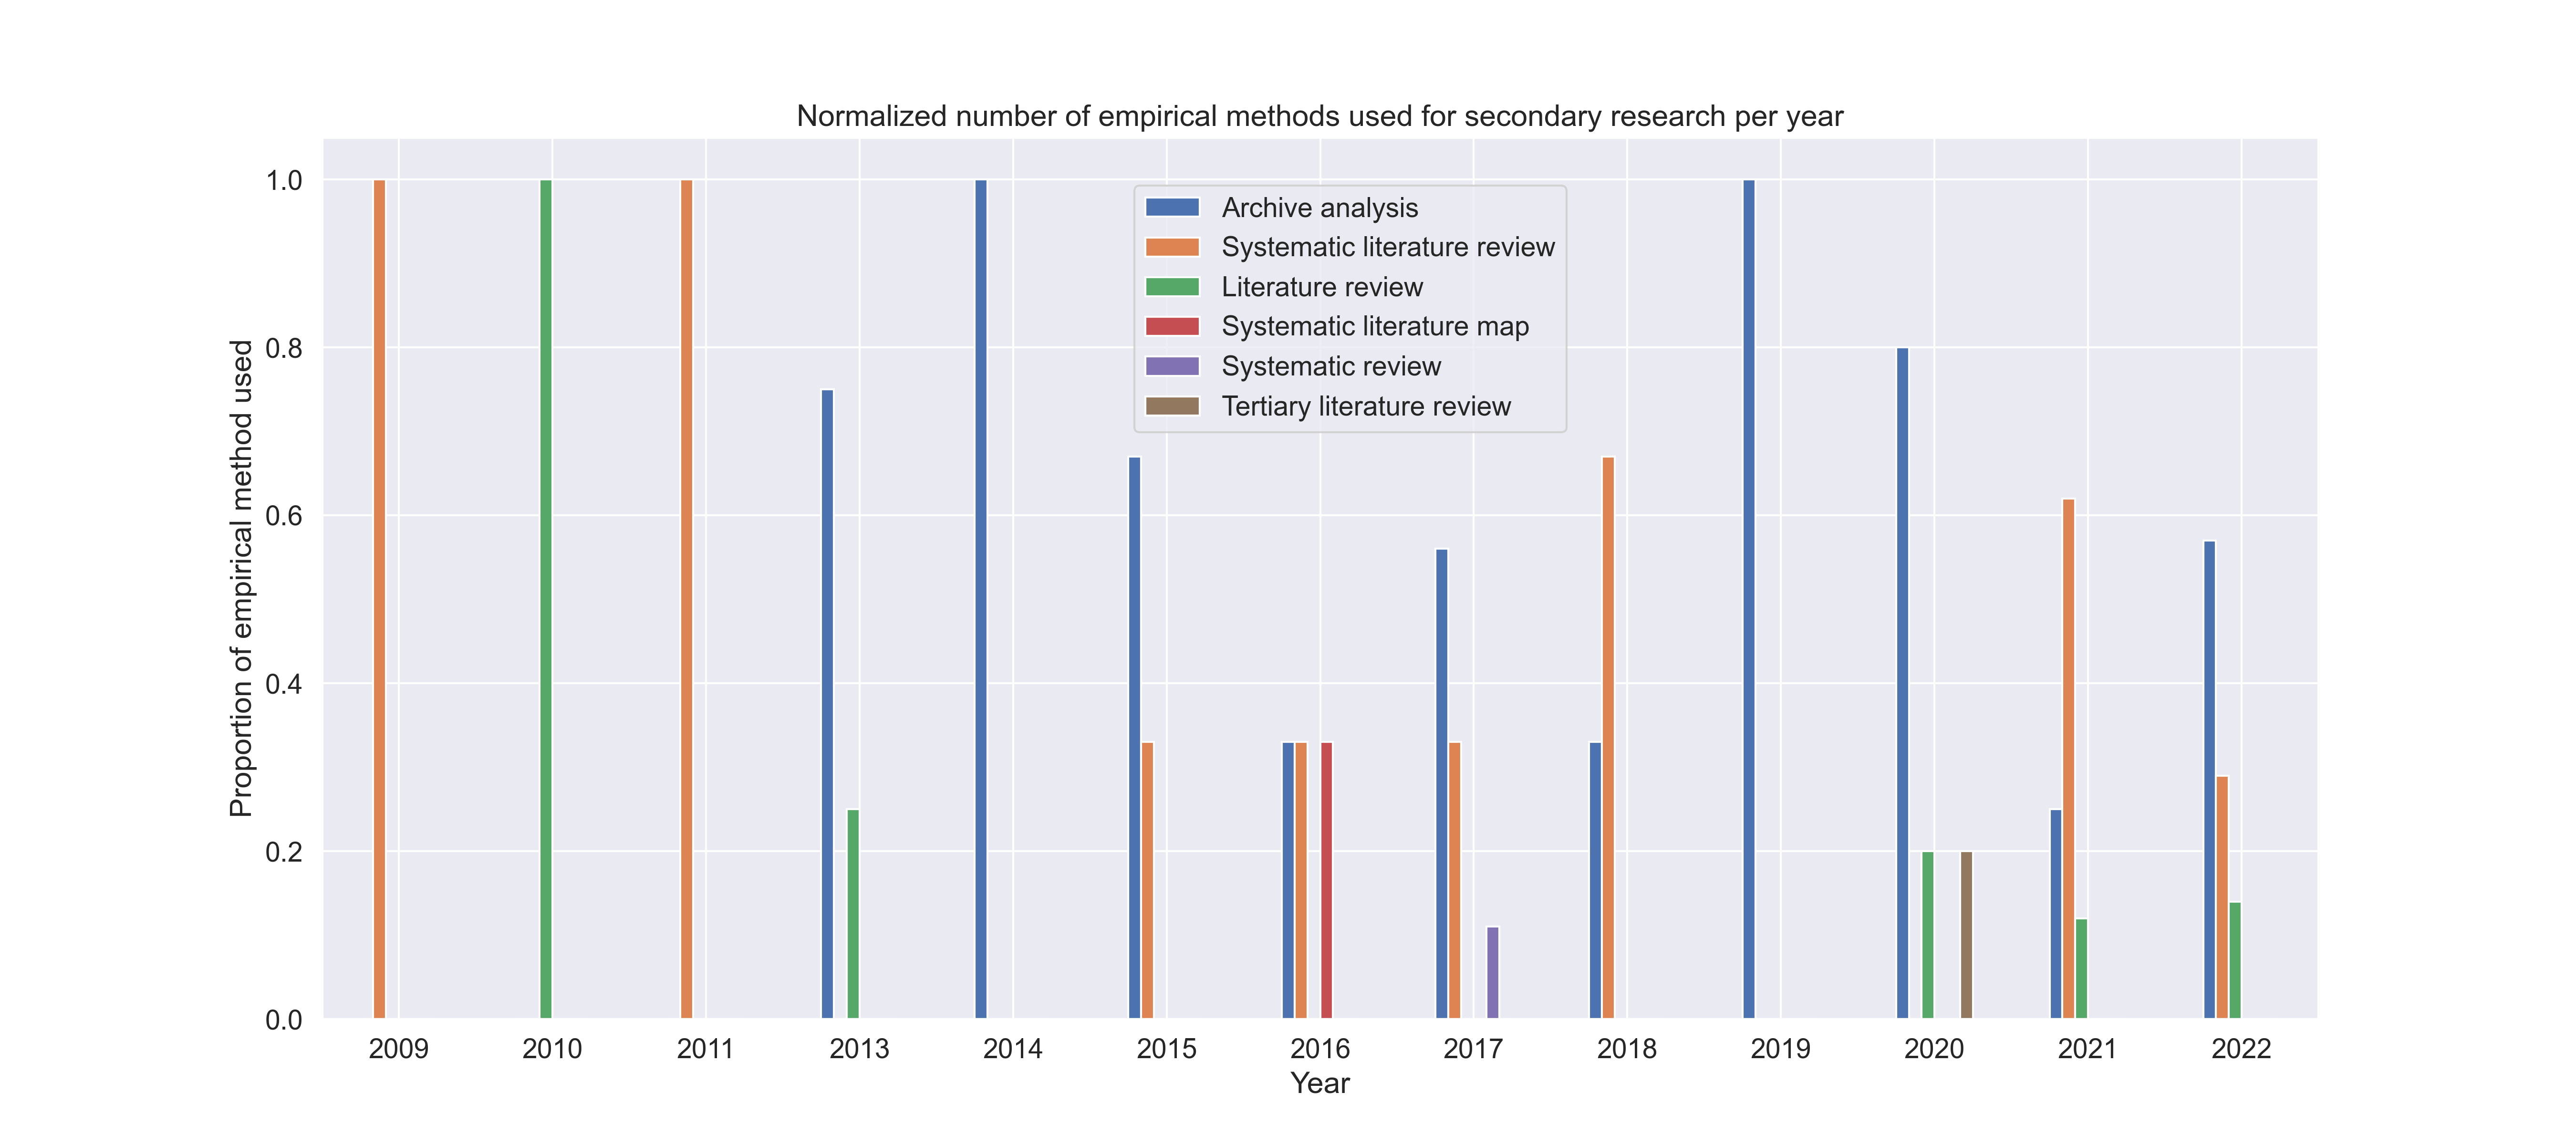 Normalized number of empirical methods used for secondary research per year
Proportion of empirical method used
1.0
0.8
0.6
0.4
0.2
0.0
Archive analysis
Systematic literature review
Literature review
Systematic literature map
Systematic review
Tertiary literature review
2009 2010 2011 2013 2014 2015 2016 2017 2018 2019 2020 2021 2022
Year